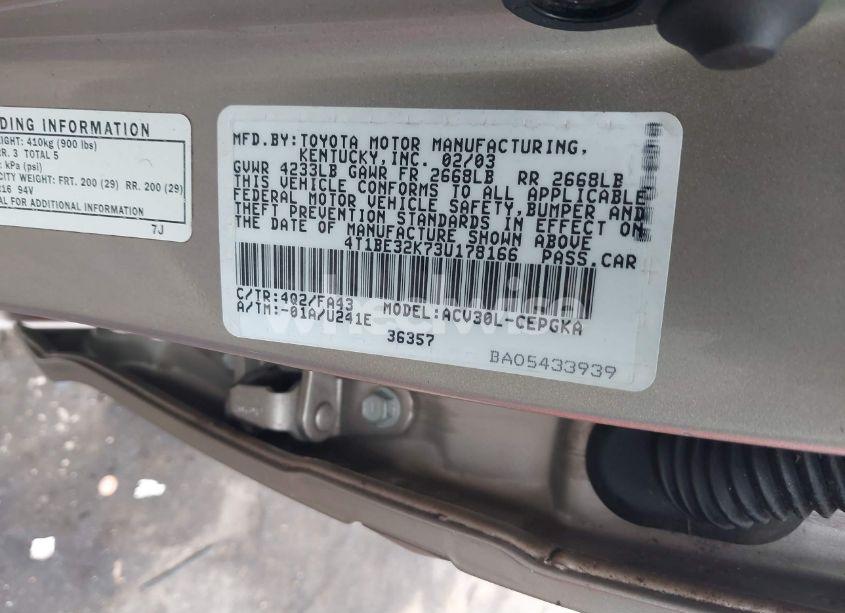 DING INFORMATION
IGHT: 410kg (900 lbs)
RR. 3 TOTAL 5
kPa (psi)
CITY WEIGHT: FRT. 200 (29) RR. 200 (29)
R16 94V
AL FOR ADDITIONAL INFORMATION
7J
MFD.BY:TOYOTA MOTOR MANUFACTURING,
KENTUCKY,INC. 02/03
GVWR 4233LB GAWR FR 2668LB RR 2668LB
THIS VEHICLE CONFORMS TO ALL APPLICABLE
FEDERAL MOTOR VEHICLE SAFETY,BUMPER AND
THEFT PREVENTION STANDARDS IN EFFECT ON
THE DATE OF MANUFACTURE SHOWN ABOVE
4T1BE32K73U178166 PASS.CAR
C/TR:4Q2/FA43 MODEL:ACV30L-CEPGKA
A/TM:-01A/U241E
36357
BA05433939